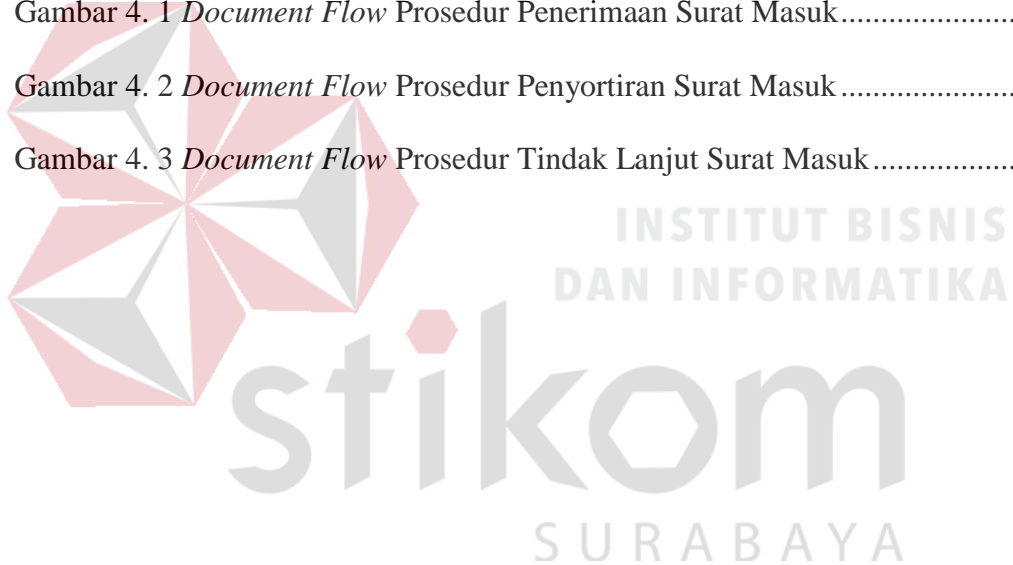 Gambar 4. 1 Document Flow Prosedur Penerimaan Surat Masuk....................
Gambar 4. 2 Document Flow Prosedur Penyortiran Surat Masuk....................
Gambar 4. 3 Document Flow Prosedur Tindak Lanjut Surat Masuk................
INSTITUT BISNIS
DAN INFORMATIKA
stikom
SURABAYA